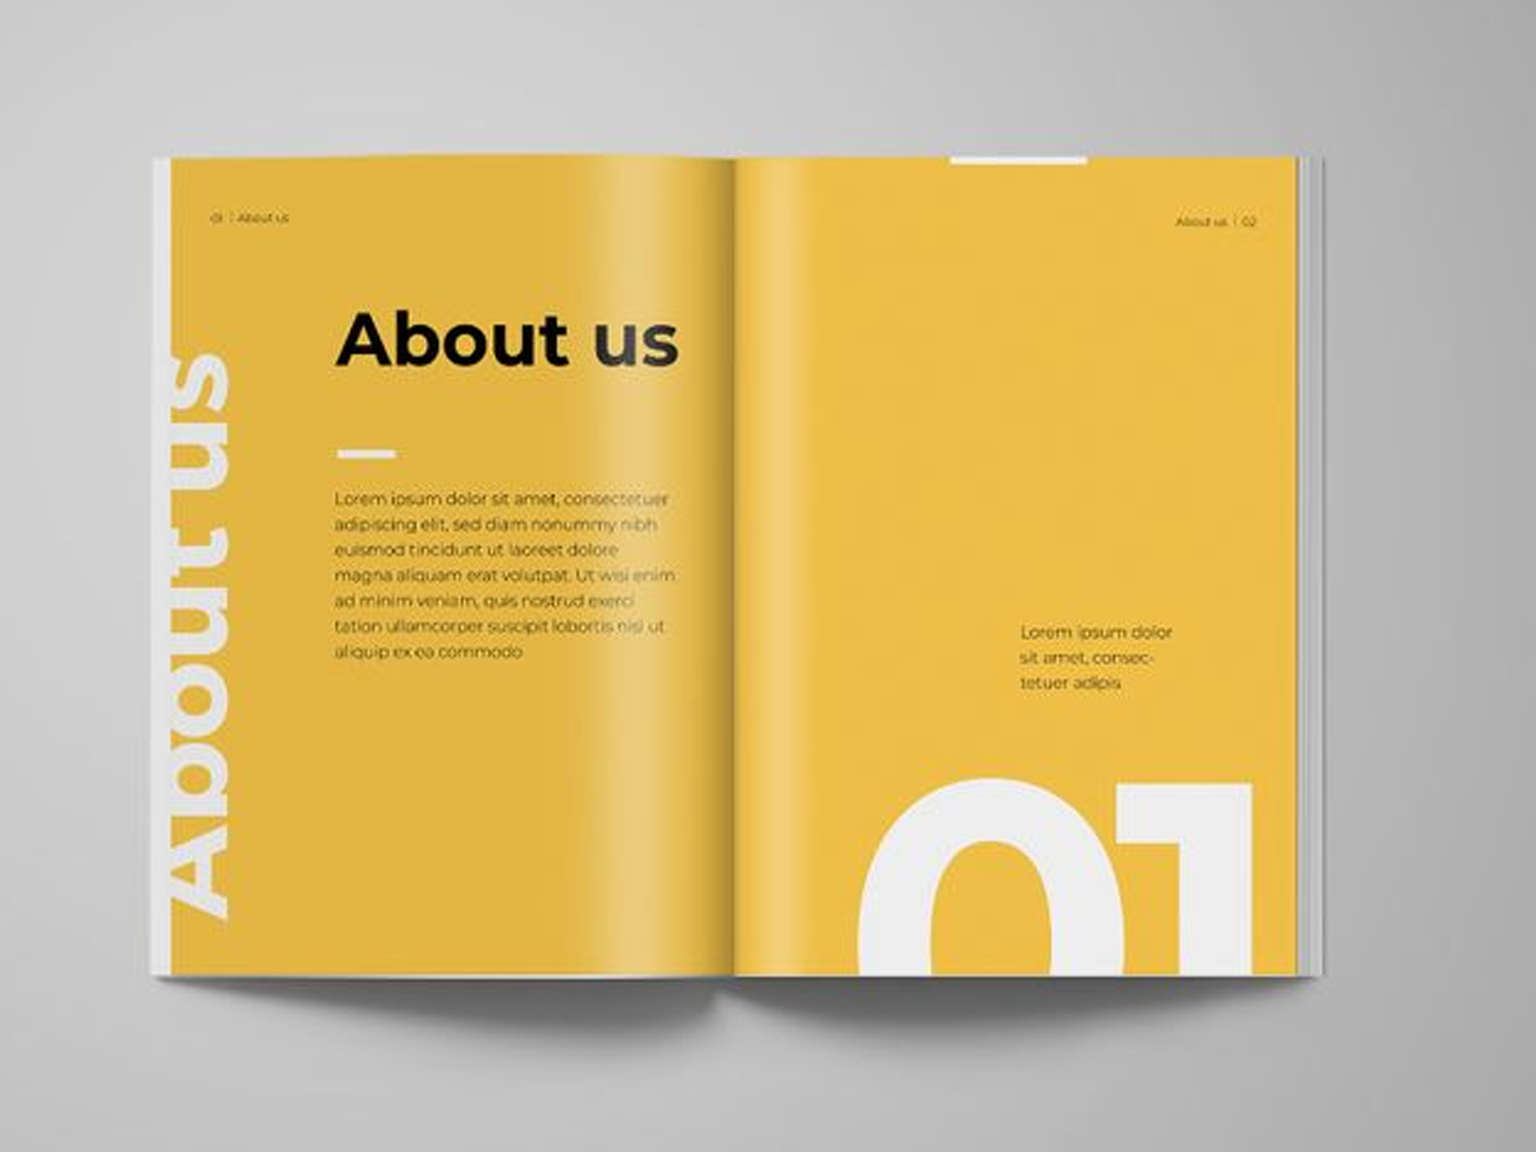 01 | About us
About us
About us
Lorem ipsum dolor sit amet, consectetuer
adipiscing elit, sed diam nonummy nibh
euismod tincidunt ut laoreet dolore
magna aliquam erat volutpat. Ut wisi enim
ad minim veniam, quis nostrud exerci
tation ullamcorper suscipit lobortis nisl ut
aliquip ex ea commodo
About us | 02
Lorem ipsum dolor
sit amet, consec-
tetuer adipis
01